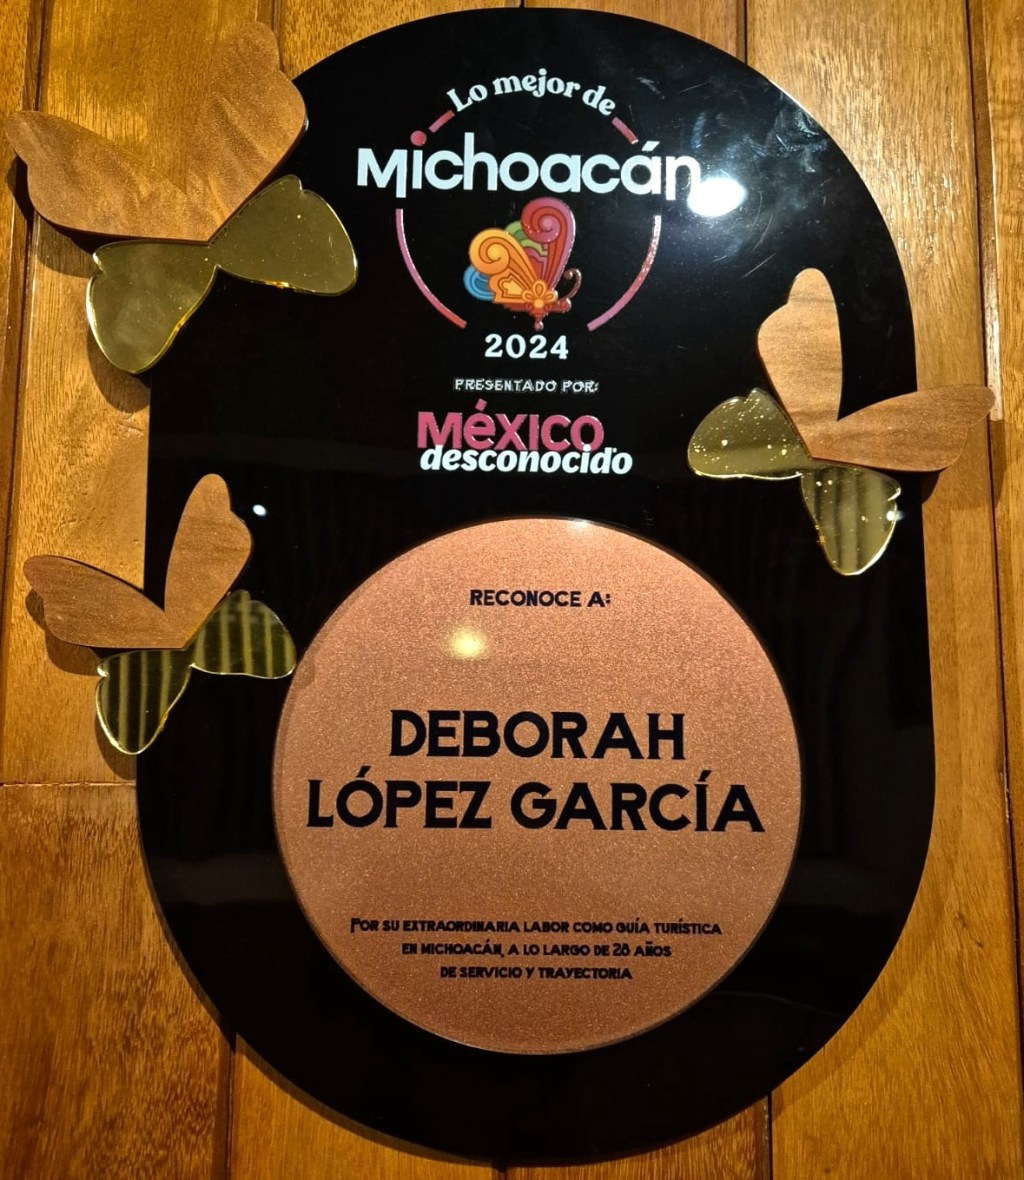 Lo mejor de
Michoacán
2024
PRESENTADO POR:
MéXICO
desconocido
RECONOCE A:
DEBORAH
LÓPEZ GARCÍA
POR SU EXTRAORDINARIA LABOR COMO GUÍA TURÍSTICA
EN MICHOACÁN, A LO LARGO DE 28 AÑOS
DE SERVICIO Y TRAYECTORIA